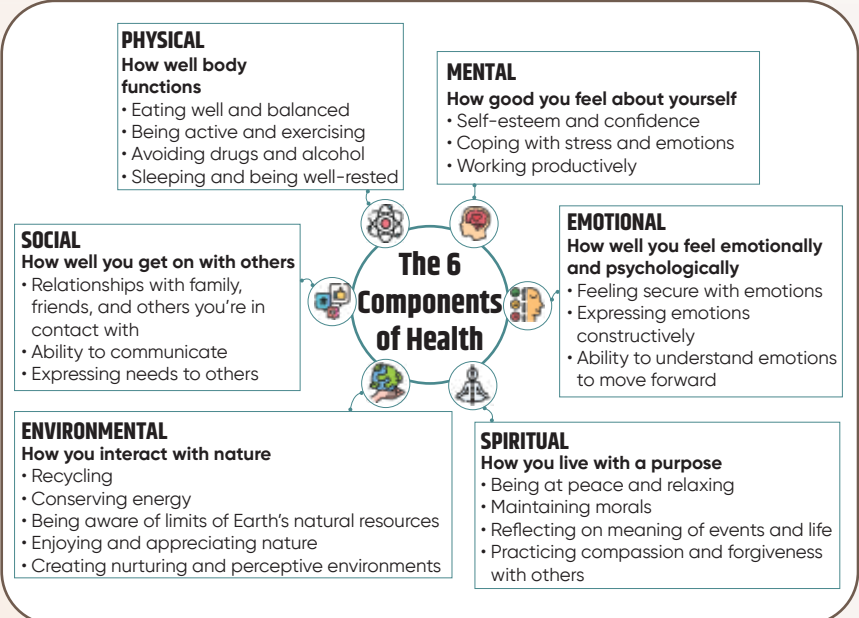 PHYSICAL
How well body
functions
• Eating well and balanced
• Being active and exercising
• Avoiding drugs and alcohol
• Sleeping and being well-rested
MENTAL
How good you feel about yourself
• Self-esteem and confidence
• Coping with stress and emotions
• Working productively
SOCIAL
How well you get on with others
• Relationships with family,
friends, and others you’re in
contact with
• Ability to communicate
• Expressing needs to others
The 6
Components
of Health
EMOTIONAL
How well you feel emotionally
and psychologically
• Feeling secure with emotions
• Expressing emotions
constructively
• Ability to understand emotions
to move forward
ENVIRONMENTAL
How you interact with nature
• Recycling
• Conserving energy
• Being aware of limits of Earth’s natural resources
• Enjoying and appreciating nature
• Creating nurturing and perceptive environments
SPIRITUAL
How you live with a purpose
• Being at peace and relaxing
• Maintaining morals
• Reflecting on meaning of events and life
• Practicing compassion and forgiveness
with others